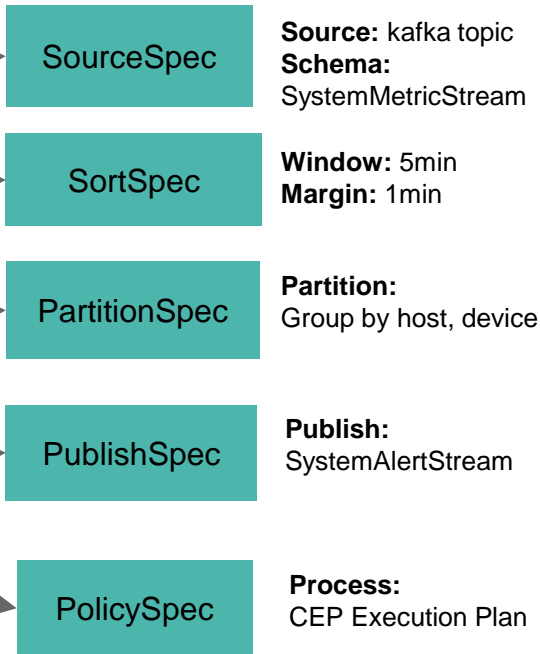 SourceSpec
Source: kafka topic
Schema:
SystemMetricStream
SortSpec
Window: 5min
Margin: 1min
PartitionSpec
Partition:
Group by host, device
PublishSpec
Publish:
SystemAlertStream
PolicySpec
Process:
CEP Execution Plan